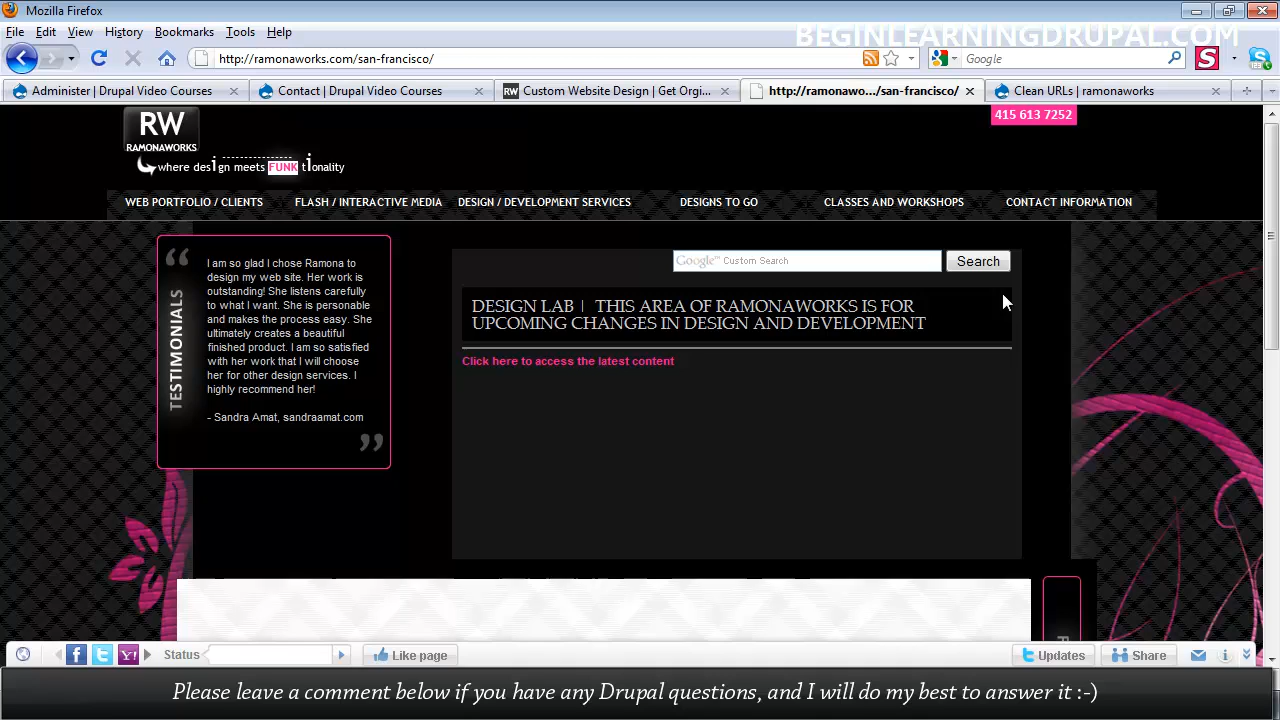 Mozilla Firefox
File Edit View History Bookmarks Tools Help
BEGINLEARNINGDRUPAL.COM
http://ramonaworks.com/san-francisco/
Google
S
Administer | Drupal Video Courses
Contact | Drupal Video Courses
RW Custom Website Design | Get Orgi...
http://ramonawo.../san-francisco/
Clean URLs | ramonaworks
RW
RAMONAWORKS
415 613 7252
where design meets FUNKtionality
WEB PORTFOLIO / CLIENTS
FLASH / INTERACTIVE MEDIA
DESIGN / DEVELOPMENT SERVICES
DESIGNS TO GO
CLASSES AND WORKSHOPS
CONTACT INFORMATION
TESTIMONIALS
“
I am so glad I chose Ramona to
design my web site. Her work is
outstanding! She listens carefully
to what I want. She is personable
and makes the process easy. She
ultimately creates a beautiful
finished product. I am so satisfied
with her work that I will choose
her for other design services. I
highly recommend her!
- Sandra Amat, sandraamat.com
”
Google™ Custom Search
Search
DESIGN LAB | THIS AREA OF RAMONAWORKS IS FOR
UPCOMING CHANGES IN DESIGN AND DEVELOPMENT
Click here to access the latest content
Status
Like page
Updates
Share
Please leave a comment below if you have any Drupal questions, and I will do my best to answer it :-)